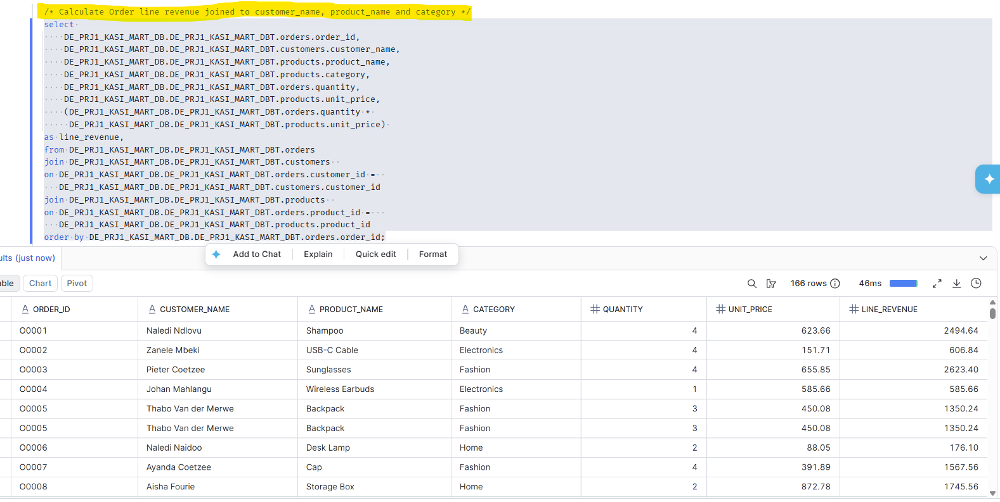 /* Calculate Order line revenue joined to customer_name, product_name and category */
select
DE_PRJ1_KASI_MART_DB.DE_PRJ1_KASI_MART_DBT.orders.order_id,
DE_PRJ1_KASI_MART_DB.DE_PRJ1_KASI_MART_DBT.customers.customer_name,
DE_PRJ1_KASI_MART_DB.DE_PRJ1_KASI_MART_DBT.products.product_name,
DE_PRJ1_KASI_MART_DB.DE_PRJ1_KASI_MART_DBT.products.category,
DE_PRJ1_KASI_MART_DB.DE_PRJ1_KASI_MART_DBT.orders.quantity,
DE_PRJ1_KASI_MART_DB.DE_PRJ1_KASI_MART_DBT.products.unit_price,
(DE_PRJ1_KASI_MART_DB.DE_PRJ1_KASI_MART_DBT.orders.quantity *
DE_PRJ1_KASI_MART_DB.DE_PRJ1_KASI_MART_DBT.products.unit_price)
as line_revenue,
from DE_PRJ1_KASI_MART_DB.DE_PRJ1_KASI_MART_DBT.orders
join DE_PRJ1_KASI_MART_DB.DE_PRJ1_KASI_MART_DBT.customers
on DE_PRJ1_KASI_MART_DB.DE_PRJ1_KASI_MART_DBT.orders.customer_id =
DE_PRJ1_KASI_MART_DB.DE_PRJ1_KASI_MART_DBT.customers.customer_id
join DE_PRJ1_KASI_MART_DB.DE_PRJ1_KASI_MART_DBT.products
on DE_PRJ1_KASI_MART_DB.DE_PRJ1_KASI_MART_DBT.orders.product_id =
DE_PRJ1_KASI_MART_DB.DE_PRJ1_KASI_MART_DBT.products.product_id
order by DE_PRJ1_KASI_MART_DB.DE_PRJ1_KASI_MART_DBT.orders.order_id;
Add to Chat Explain Quick edit Format
ults (just now)
able Chart Pivot 166 rows 46ms
ORDER_ID CUSTOMER_NAME PRODUCT_NAME CATEGORY QUANTITY UNIT_PRICE LINE_REVENUE
O0001 Naledi Ndlovu Shampoo Beauty 4 623.66 2494.64
O0002 Zanele Mbeki USB-C Cable Electronics 4 151.71 606.84
O0003 Pieter Coetzee Sunglasses Fashion 4 655.85 2623.40
O0004 Johan Mahlangu Wireless Earbuds Electronics 1 585.66 585.66
O0005 Thabo Van der Merwe Backpack Fashion 3 450.08 1350.24
O0005 Thabo Van der Merwe Backpack Fashion 3 450.08 1350.24
O0006 Naledi Naidoo Desk Lamp Home 2 88.05 176.10
O0007 Ayanda Coetzee Cap Fashion 4 391.89 1567.56
O0008 Aisha Fourie Storage Box Home 2 872.78 1745.56